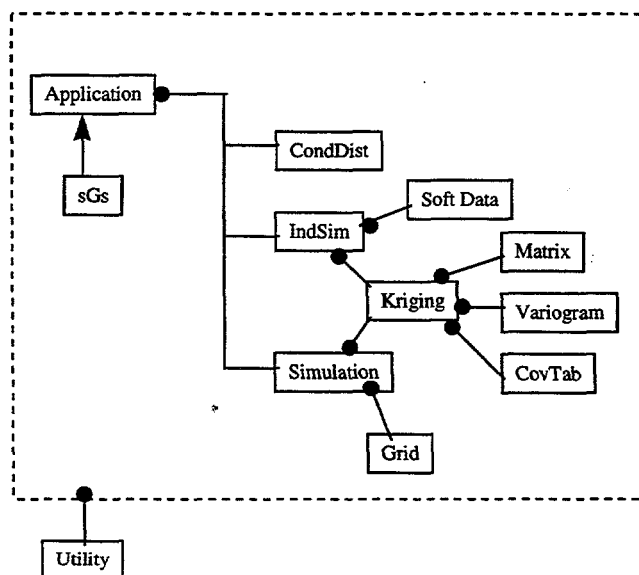 Application
sGs
CondDist
Soft Data
IndSim
Matrix
Kriging
Variogram
Simulation
CovTab
Grid
Utility